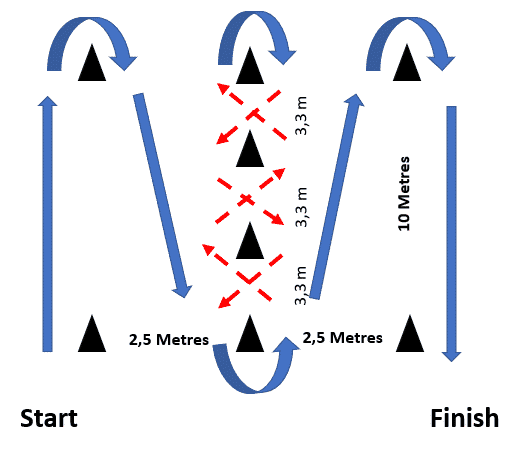 3,3 m
3,3 m
10 Metres
3,3 m
2,5 Metres
2,5 Metres
Start
Finish